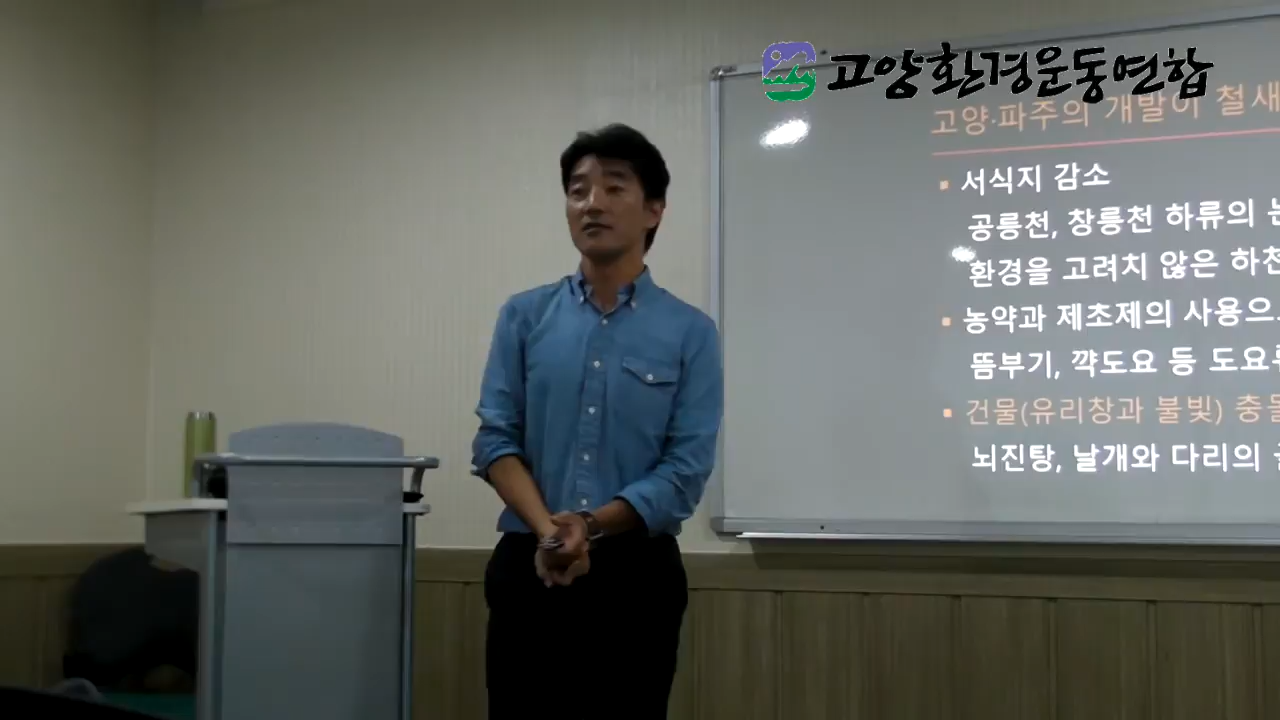 고양환경운동연합
고양·파주의 개발이 철새
서식지 감소
공릉천, 창릉천 하류의
환경을 고려치 않은 하천
농약과 제초제의 사용으로
뜸부기, 꺅도요 등 도요류
건물(유리창과 불빛) 충돌
뇌진탕, 날개와 다리의